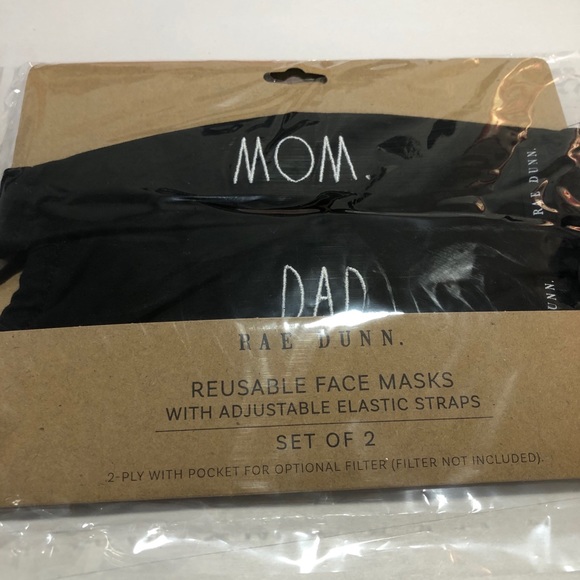 MOM.
RAE DUNN.
DAD
DUNN.
RAE DUNN.
REUSABLE FACE MASKS
WITH ADJUSTABLE ELASTIC STRAPS
SET OF 2
2-PLY WITH POCKET FOR OPTIONAL FILTER (FILTER NOT INCLUDED).